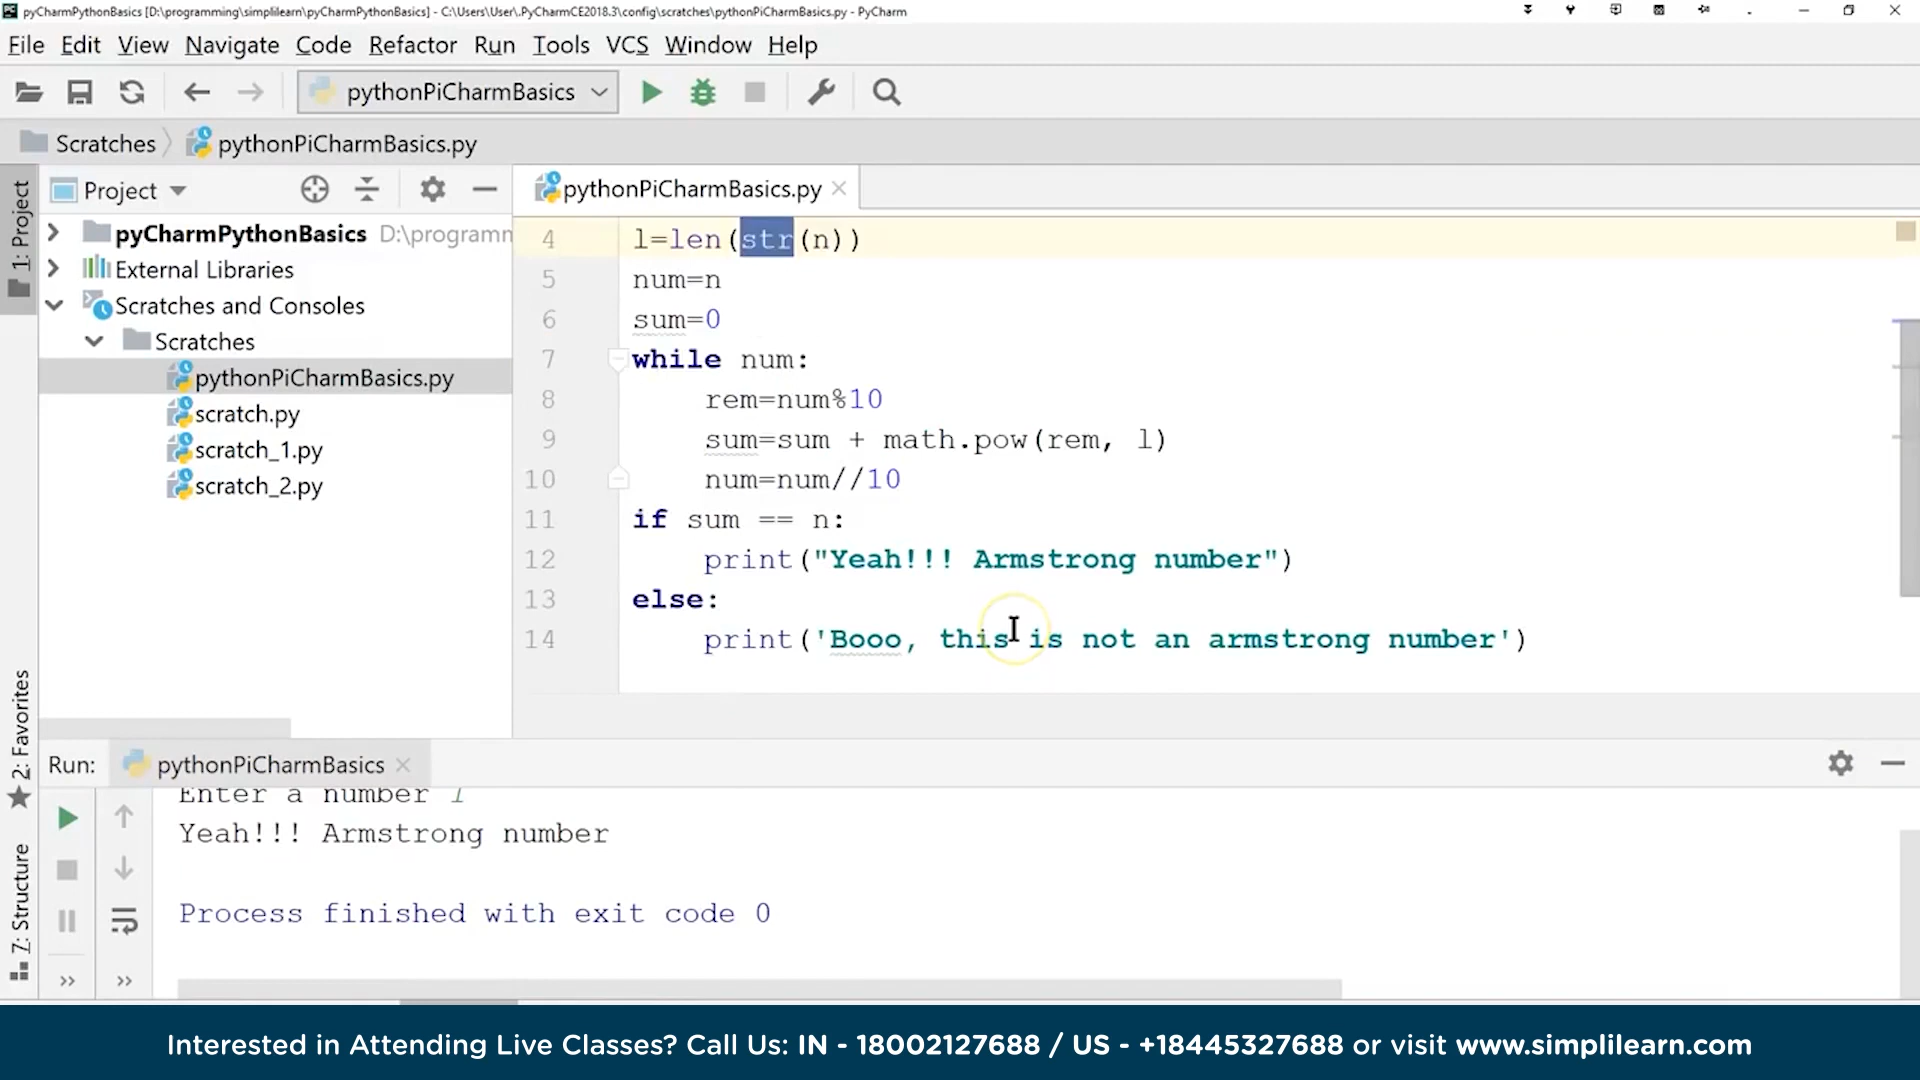 pyCharmPythonBasics [D:\programming\simplilearn\pyCharmPythonBasics] - C:\Users\User\.PyCharmCE2018.3\config\scratches\pythonPiCharmBasics.py - PyCharm
File Edit View Navigate Code Refactor Run Tools VCS Window Help
pythonPiCharmBasics
Scratches pythonPiCharmBasics.py
1: Project
Project
pyCharmPythonBasics D:\programm
External Libraries
Scratches and Consoles
Scratches
pythonPiCharmBasics.py
scratch.py
scratch_1.py
scratch_2.py
pythonPiCharmBasics.py
4 l=len(str(n))
5 num=n
6 sum=0
7 while num:
8 rem=num%10
9 sum=sum + math.pow(rem, l)
10 num=num//10
11 if sum == n:
12 print("Yeah!!! Armstrong number")
13 else:
14 print('Booo, this is not an armstrong number')
2: Favorites
7: Structure
Run: pythonPiCharmBasics
Enter a number 1
Yeah!!! Armstrong number
Process finished with exit code 0
Interested in Attending Live Classes? Call Us: IN - 18002127688 / US - +18445327688 or visit www.simplilearn.com